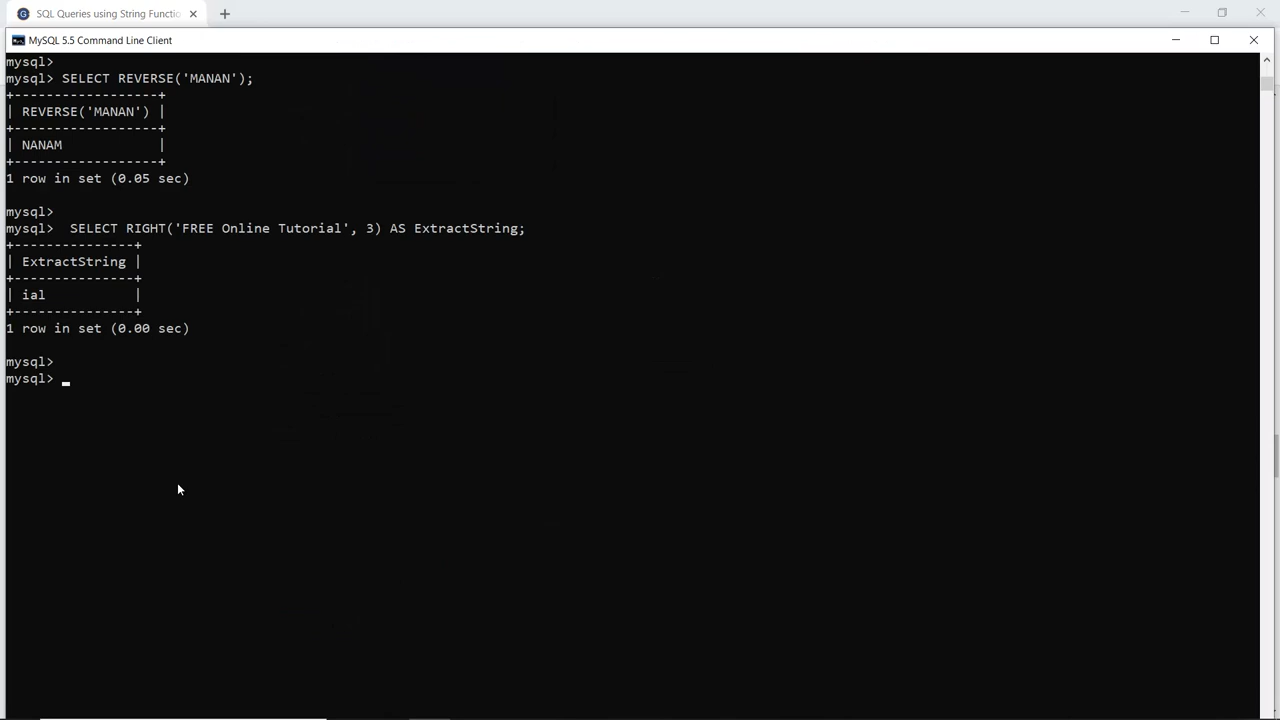 SQL Queries using String Functio
MySQL 5.5 Command Line Client
mysql>
mysql> SELECT REVERSE('MANAN');
+------------------+
| REVERSE('MANAN') |
+------------------+
| NANAM            |
+------------------+
1 row in set (0.05 sec)
mysql>
mysql>  SELECT RIGHT('FREE Online Tutorial', 3) AS ExtractString;
+---------------+
| ExtractString |
+---------------+
| ial           |
+---------------+
1 row in set (0.00 sec)
mysql>
mysql> _